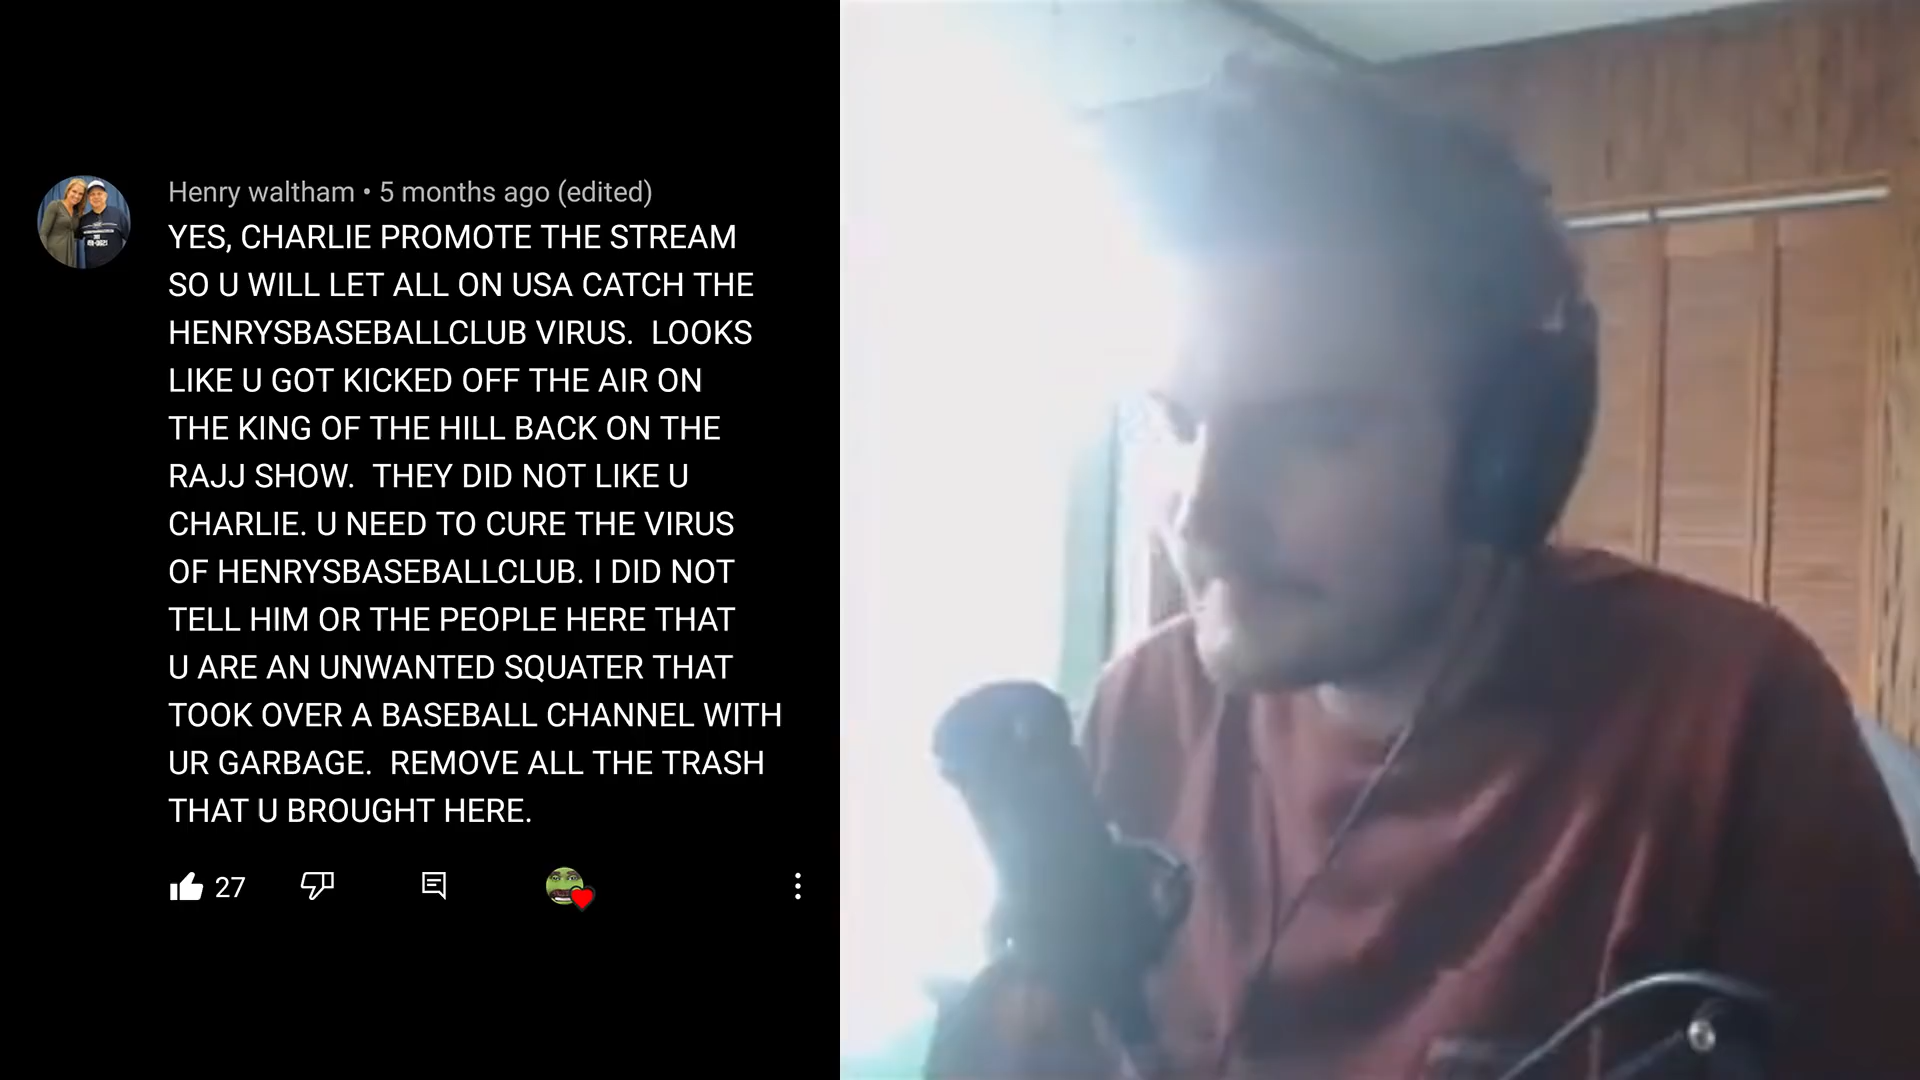 Henry waltham • 5 months ago (edited)
YES, CHARLIE PROMOTE THE STREAM
SO U WILL LET ALL ON USA CATCH THE
HENRYSBASEBALLCLUB VIRUS.  LOOKS
LIKE U GOT KICKED OFF THE AIR ON
THE KING OF THE HILL BACK ON THE
RAJJ SHOW.  THEY DID NOT LIKE U
CHARLIE. U NEED TO CURE THE VIRUS
OF HENRYSBASEBALLCLUB. I DID NOT
TELL HIM OR THE PEOPLE HERE THAT
U ARE AN UNWANTED SQUATER THAT
TOOK OVER A BASEBALL CHANNEL WITH
UR GARBAGE.  REMOVE ALL THE TRASH
THAT U BROUGHT HERE.
27